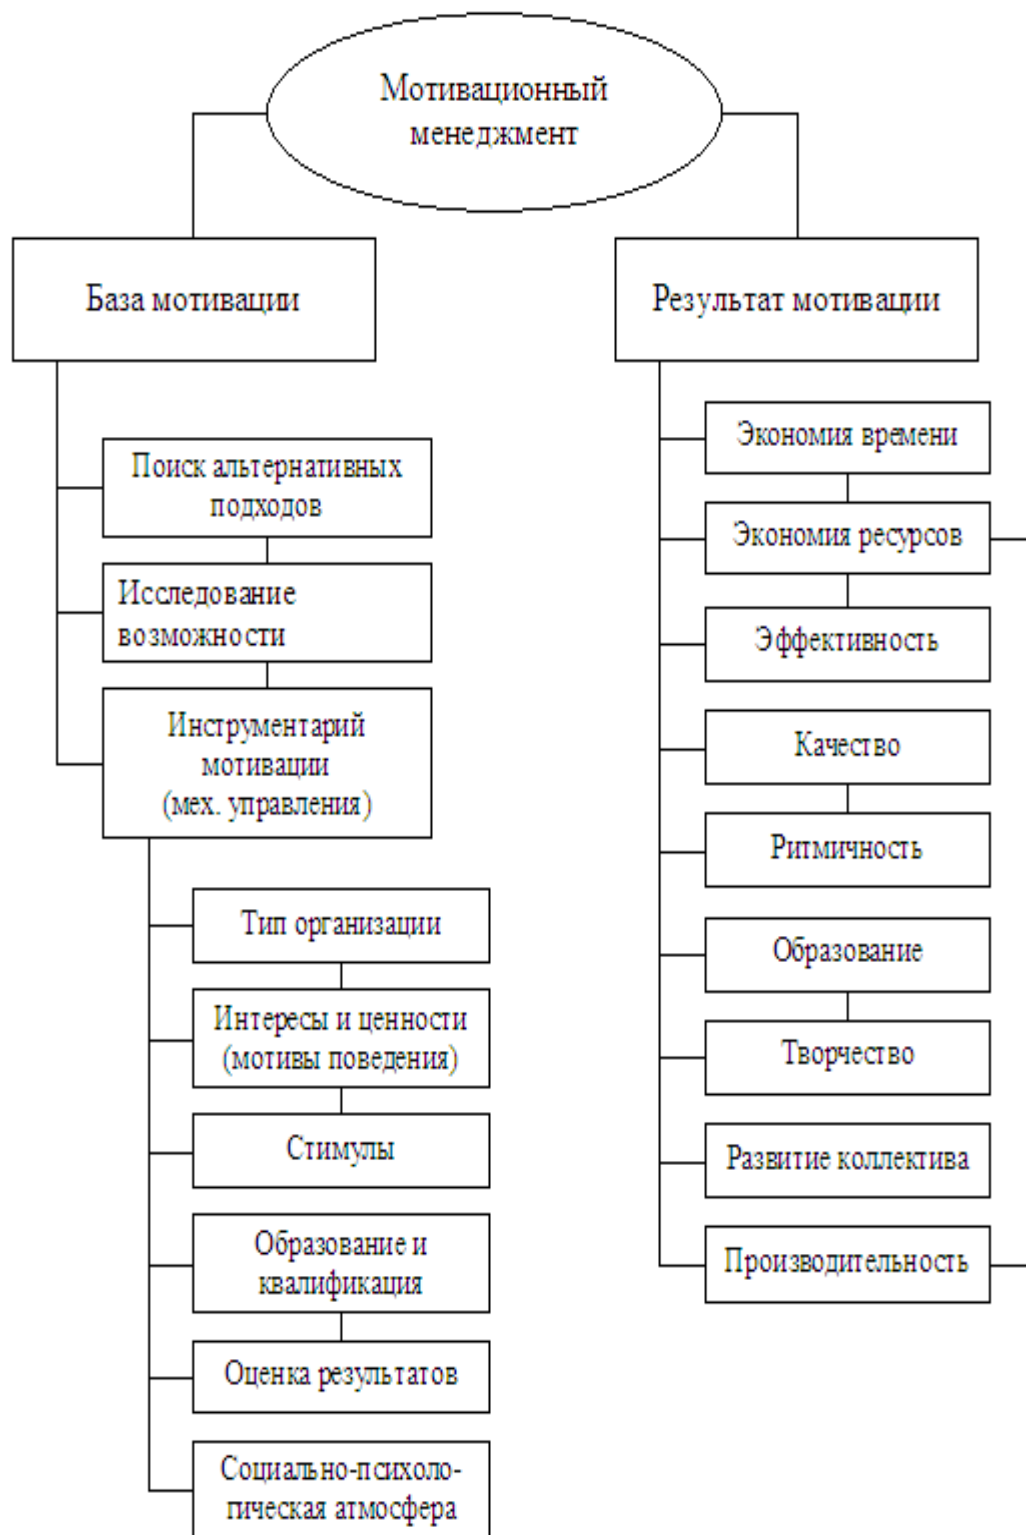 Мотивационный
менеджмент
База мотивации
Результат мотивации
Поиск альтернативных
подходов
Исследование
возможности
Инструментарий
мотивации
(мех. управления)
Тип организации
Интересы и ценности
(мотивы поведения)
Стимулы
Образование и
квалификация
Оценка результатов
Социально-психоло-
гическая атмосфера
Экономия времени
Экономия ресурсов
Эффективность
Качество
Ритмичность
Образование
Творчество
Развитие коллектива
Производительность